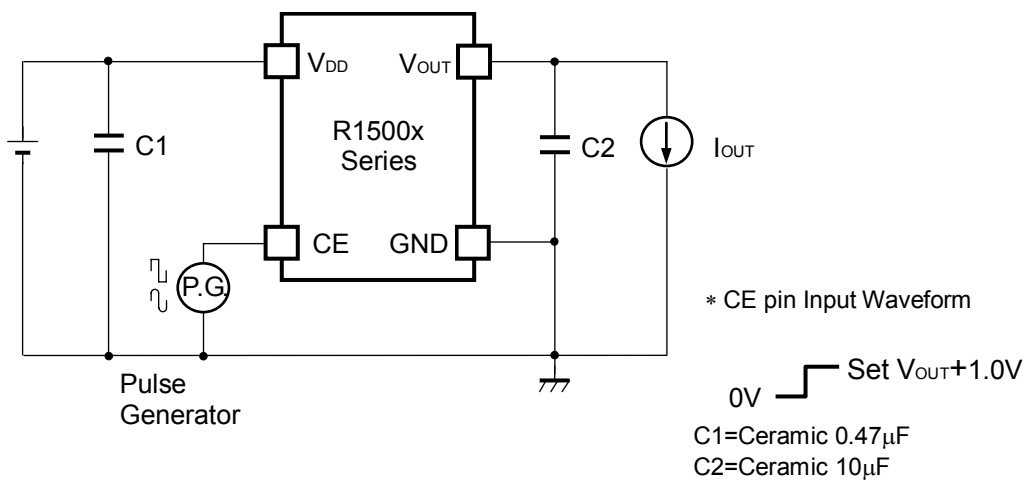 VDD
VOUT
R1500x
Series
C1
C2
IOUT
CE
GND
P.G.
Pulse
Generator
* CE pin Input Waveform
Set VOUT+1.0V
0V
C1=Ceramic 0.47μF
C2=Ceramic 10μF